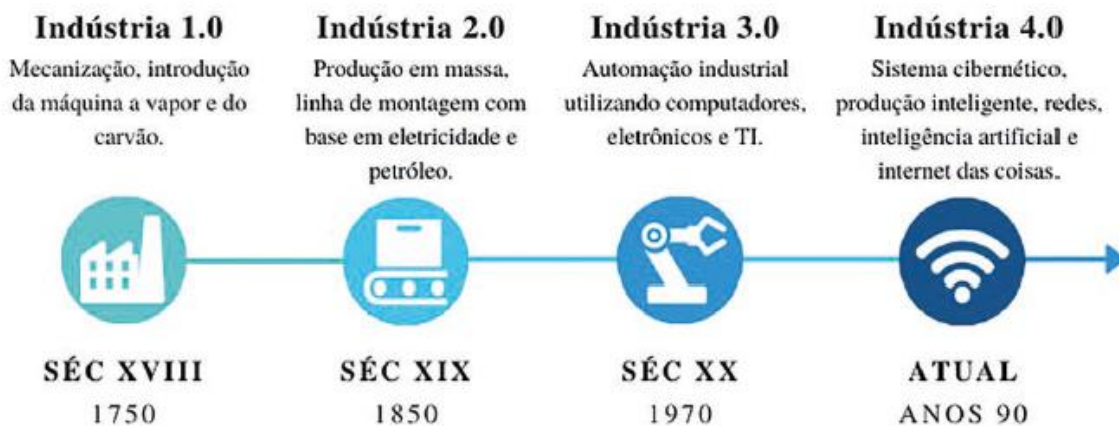 Indústria 1.0
Mecanização, introdução
da máquina a vapor e do
carvão.
SÉC XVIII
1750
Indústria 2.0
Produção em massa,
linha de montagem com
base em eletricidade e
petróleo.
SÉC XIX
1850
Indústria 3.0
Automação industrial
utilizando computadores,
eletrônicos e TI.
SÉC XX
1970
Indústria 4.0
Sistema cibernético,
produção inteligente, redes,
inteligência artificial e
internet das coisas.
ATUAL
ANOS 90